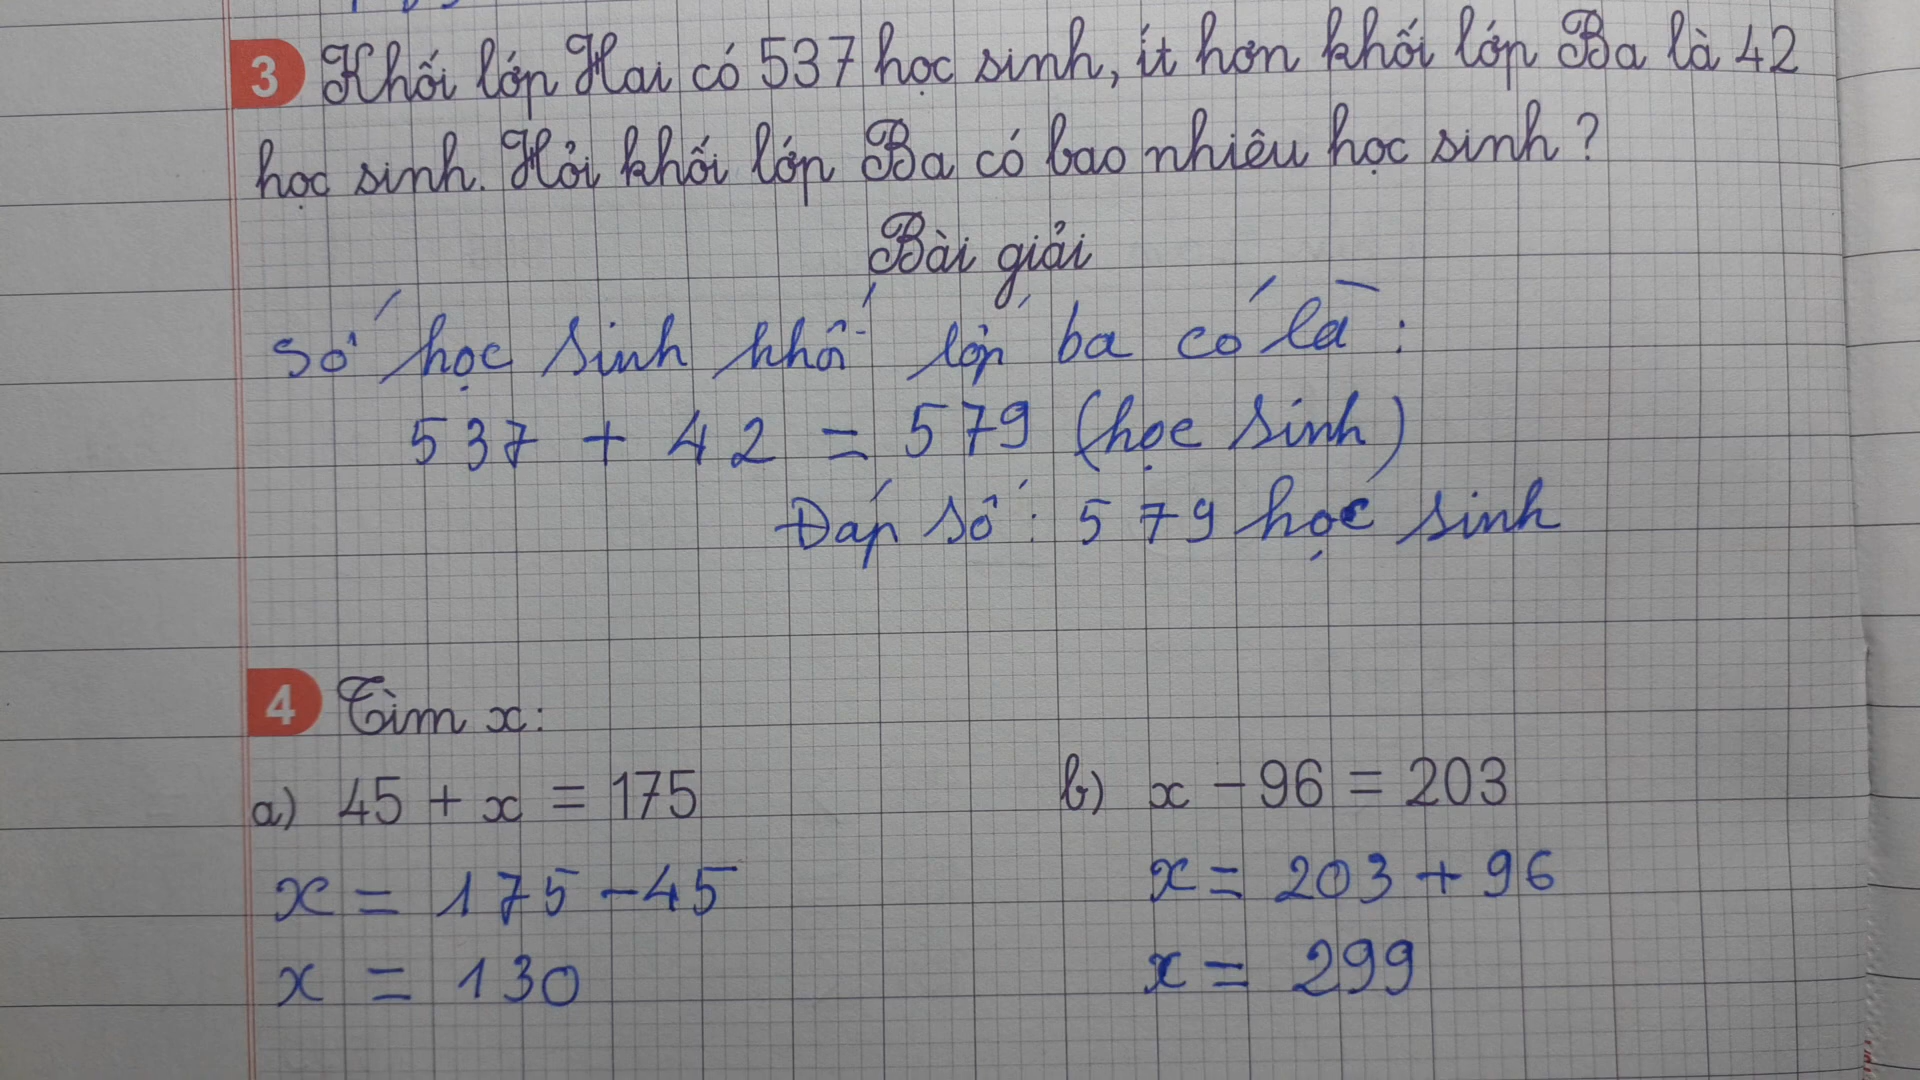 3 Khối lớp Hai có 537 học sinh, ít hơn khối lớp Ba là 42
học sinh. Hỏi khối lớp Ba có bao nhiêu học sinh?
Bài giải
Số học sinh khối lớp ba có là:
537 + 42 = 579 (học sinh)
Đáp số: 579 học sinh
4 Tìm x:
a) 45 + x = 175 b) x - 96 = 203
x = 175 - 45 x = 203 + 96
x = 130 x = 299